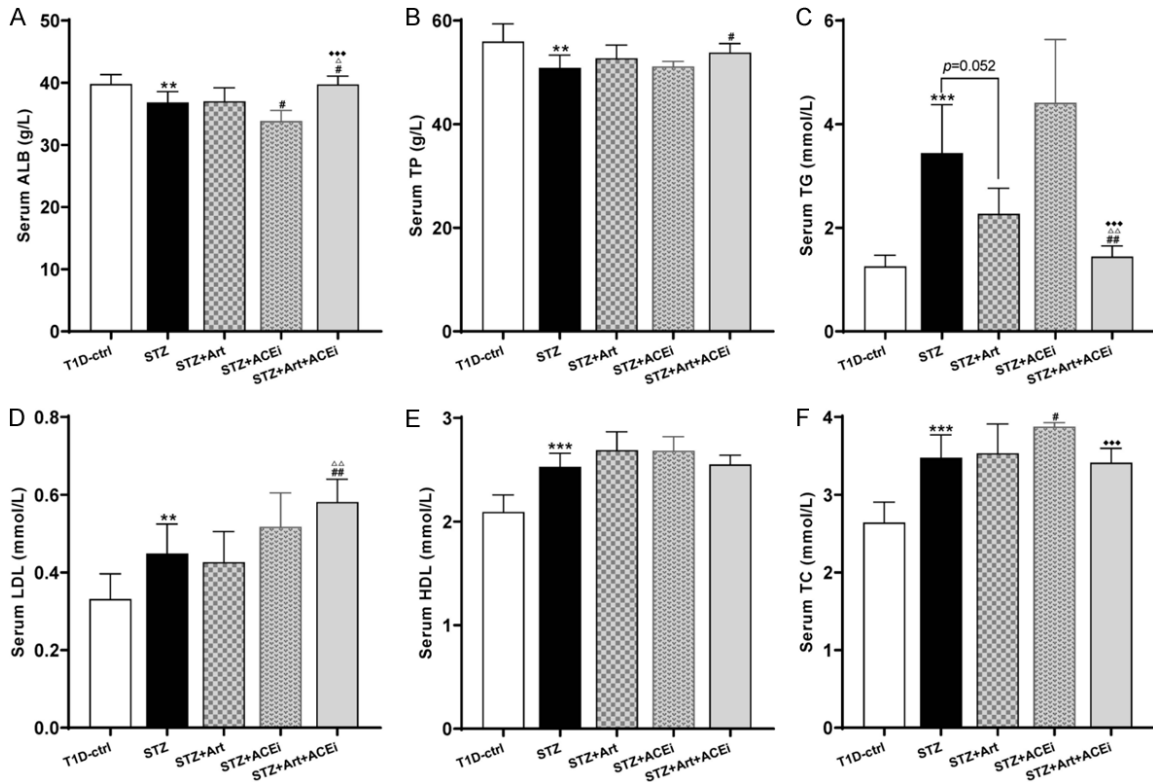 A
Serum ALB (g/L)
50
40
30
20
10
0
**
#
♦♦♦
△
#
T1D-ctrl
STZ
STZ+Art
STZ+ACEi
STZ+Art+ACEi
B
Serum TP (g/L)
60
40
20
0
**
#
T1D-ctrl
STZ
STZ+Art
STZ+ACEi
STZ+Art+ACEi
C
Serum TG (mmol/L)
6
4
2
0
p=0.052
***
♦♦♦
△△
##
T1D-ctrl
STZ
STZ+Art
STZ+ACEi
STZ+Art+ACEi
D
Serum LDL (mmol/L)
0.8
0.6
0.4
0.2
0.0
**
△△
##
T1D-ctrl
STZ
STZ+Art
STZ+ACEi
STZ+Art+ACEi
E
Serum HDL (mmol/L)
3
2
1
0
***
T1D-ctrl
STZ
STZ+Art
STZ+ACEi
STZ+Art+ACEi
F
Serum TC (mmol/L)
4
3
2
1
0
***
#
♦♦♦
T1D-ctrl
STZ
STZ+Art
STZ+ACEi
STZ+Art+ACEi